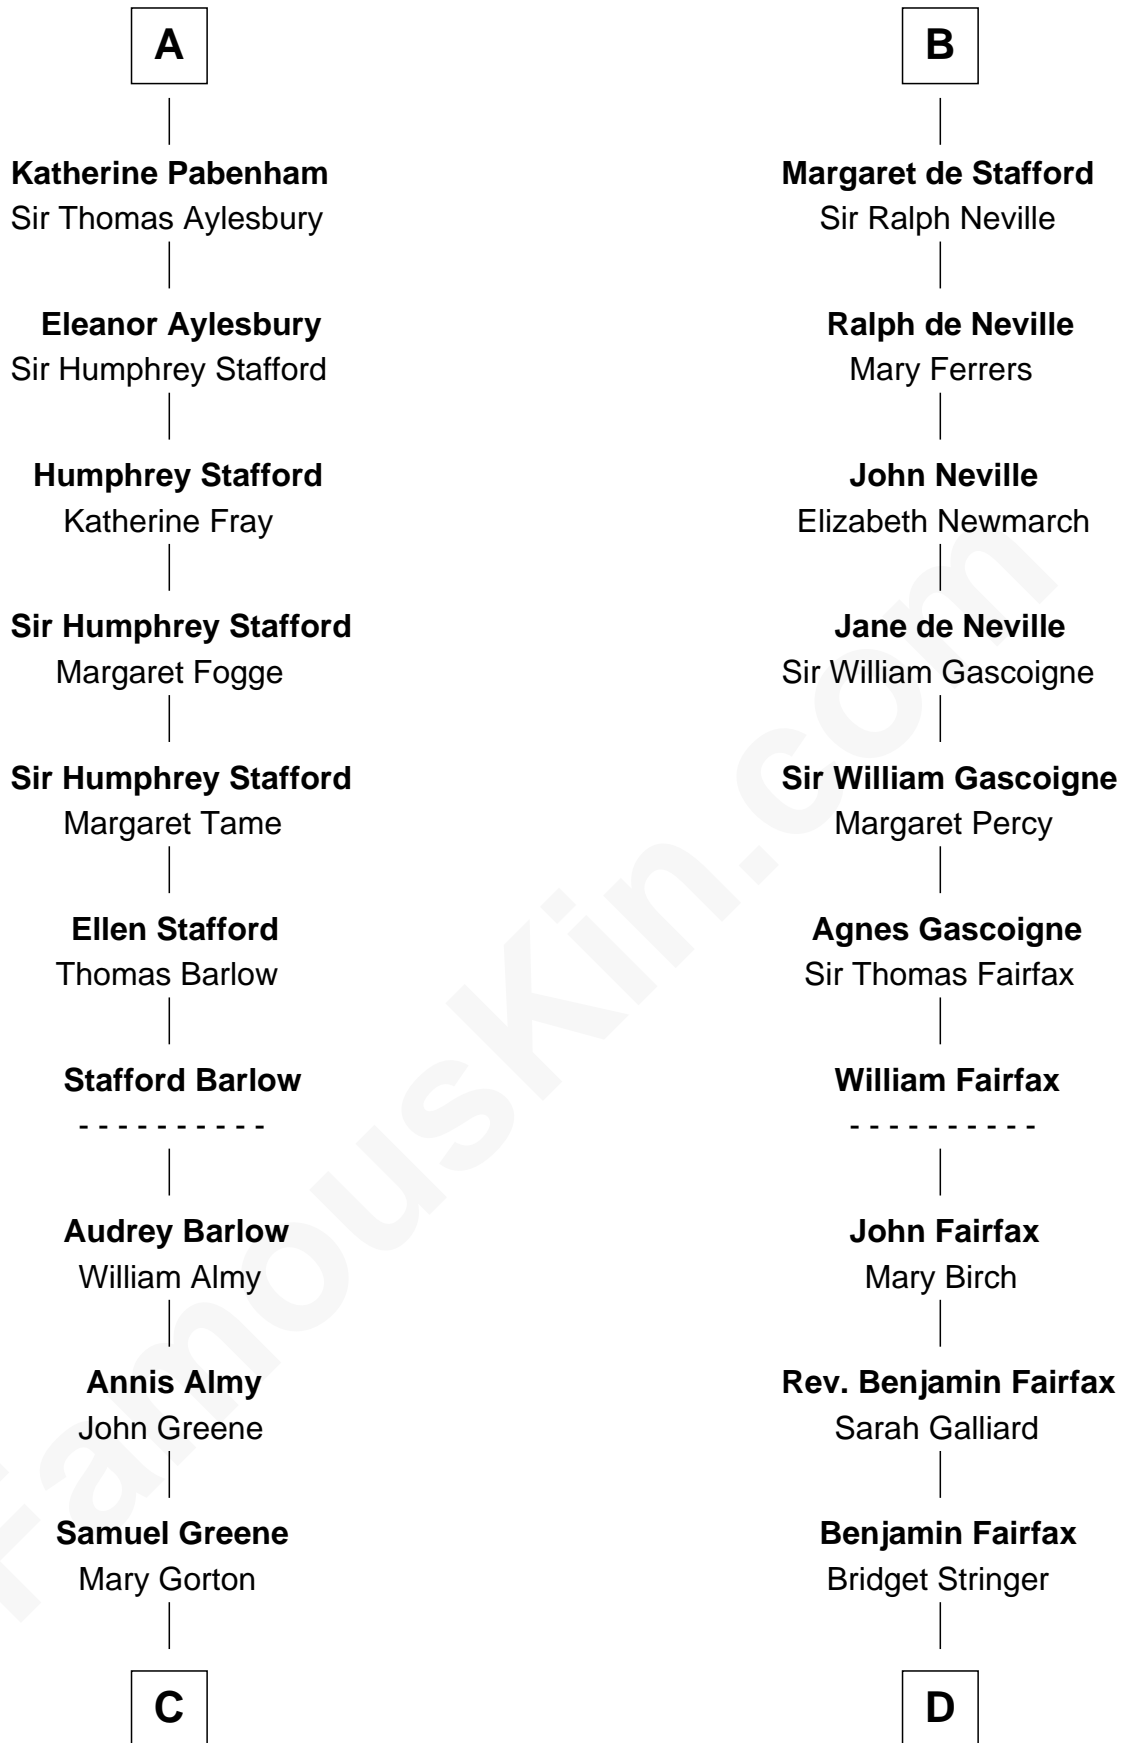 A
Katherine Pabenham
Sir Thomas Aylesbury
Eleanor Aylesbury
Sir Humphrey Stafford
Humphrey Stafford
Katherine Fray
Sir Humphrey Stafford
Margaret Fogge
Sir Humphrey Stafford
Margaret Tame
Ellen Stafford
Thomas Barlow
Stafford Barlow
- - - - - - - - - -
Audrey Barlow
William Almy
Annis Almy
John Greene
Samuel Greene
Mary Gorton
C
B
Margaret de Stafford
Sir Ralph Neville
Ralph de Neville
Mary Ferrers
John Neville
Elizabeth Newmarch
Jane de Neville
Sir William Gascoigne
Sir William Gascoigne
Margaret Percy
Agnes Gascoigne
Sir Thomas Fairfax
William Fairfax
- - - - - - - - - -
John Fairfax
Mary Birch
Rev. Benjamin Fairfax
Sarah Galliard
Benjamin Fairfax
Bridget Stringer
D
FamousKin.com